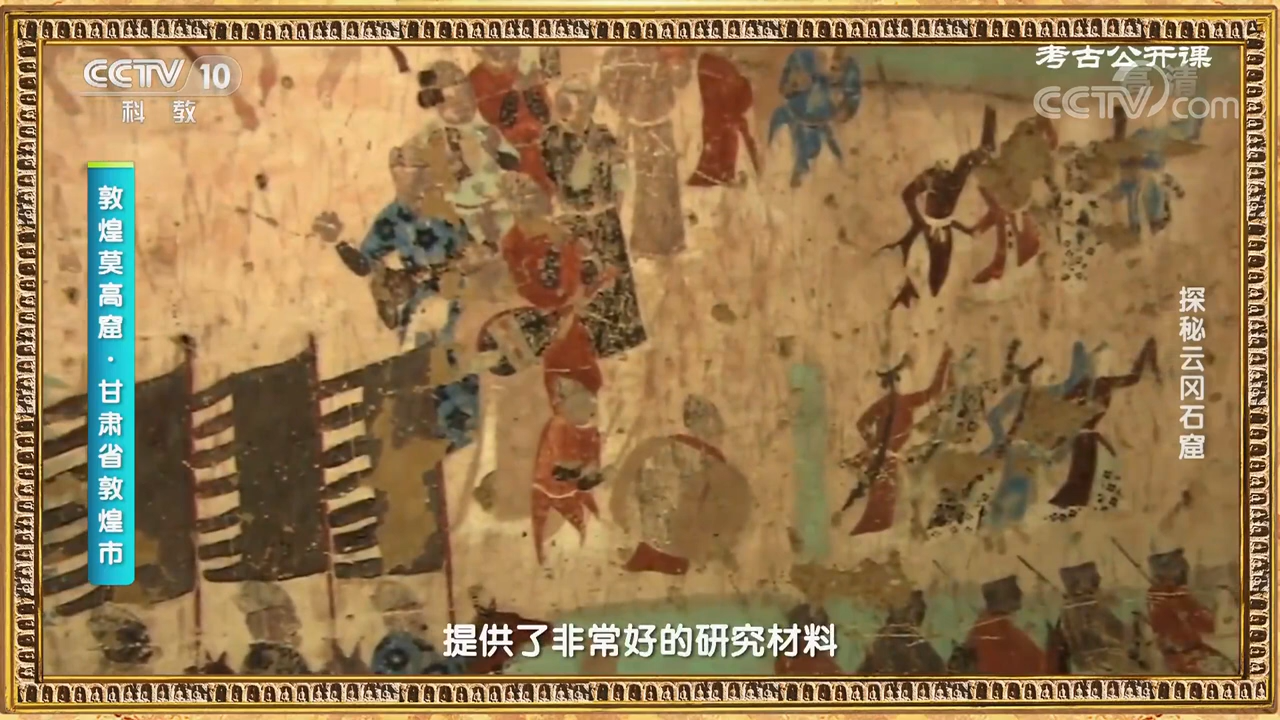 CCTV 10
科教
考古公开课
高清
CCTV.com
敦煌莫高窟·甘肃省敦煌市
探秘云冈石窟
提供了非常好的研究材料